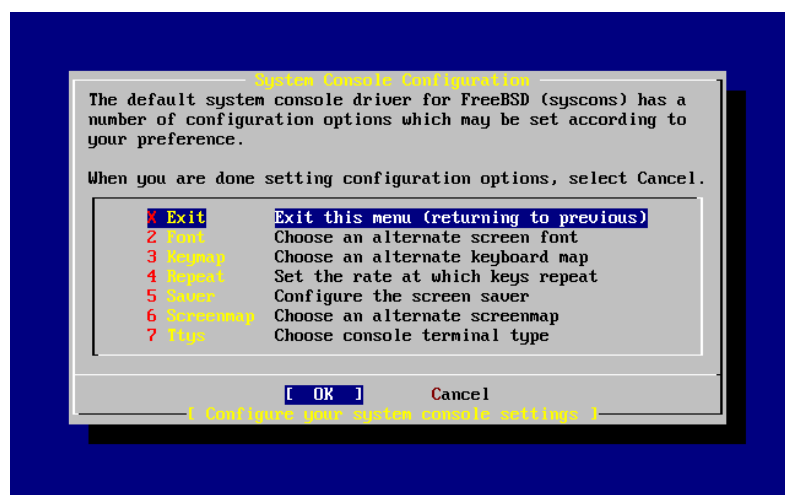 System Console Configuration
The default system console driver for FreeBSD (syscons) has a
number of configuration options which may be set according to
your preference.
When you are done setting configuration options, select Cancel.
X Exit Exit this menu (returning to previous)
2 Font Choose an alternate screen font
3 Keymap Choose an alternate keyboard map
4 Repeat Set the rate at which keys repeat
5 Saver Configure the screen saver
6 Screenmap Choose an alternate screenmap
7 Ttys Choose console terminal type
[ OK ] Cancel
[ Configure your system console settings ]